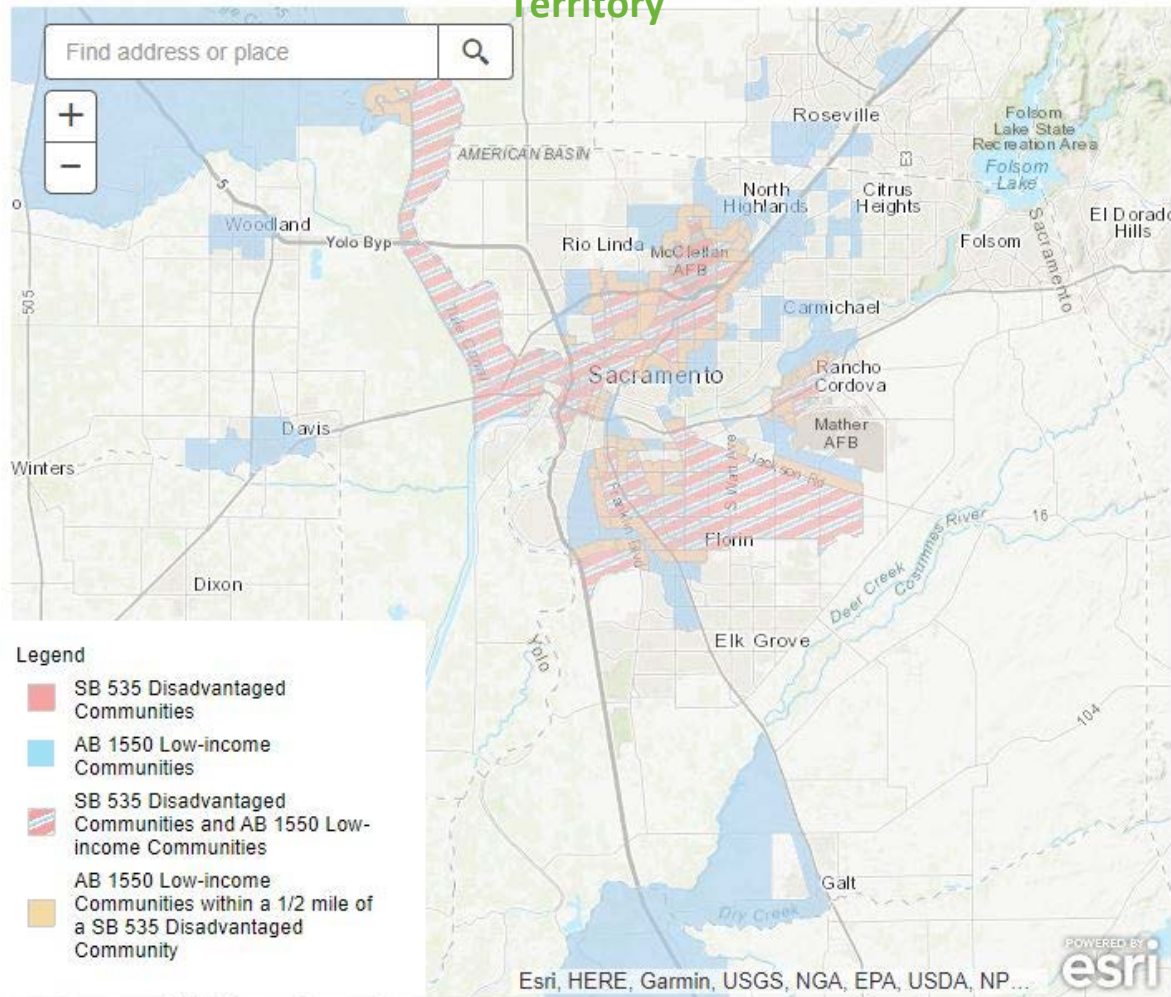 Territory
Find address or place
+
−
Roseville
Folsom
Lake State
Recreation Area
Folsom
Lake
AMERICAN BASIN
North
Highlands
Citrus
Heights
El Dorado
Hills
Woodland
5
Yolo Byp
Rio Linda
McClellan
AFB
Folsom
Sacramento
505
Carmichael
Sacramento
Rancho
Cordova
Davis
Mather
AFB
Winters
S Watt Ave
Jackson Rd
Franklin Blvd
16
Florin
Dixon
Deer Creek
Cosumnes River
Yolo
Elk Grove
104
Legend
SB 535 Disadvantaged
Communities
AB 1550 Low-income
Communities
SB 535 Disadvantaged
Communities and AB 1550 Low-
income Communities
AB 1550 Low-income
Communities within a 1/2 mile of
a SB 535 Disadvantaged
Community
Galt
Dry Creek
Esri, HERE, Garmin, USGS, NGA, EPA, USDA, NP...
POWERED BY
esri